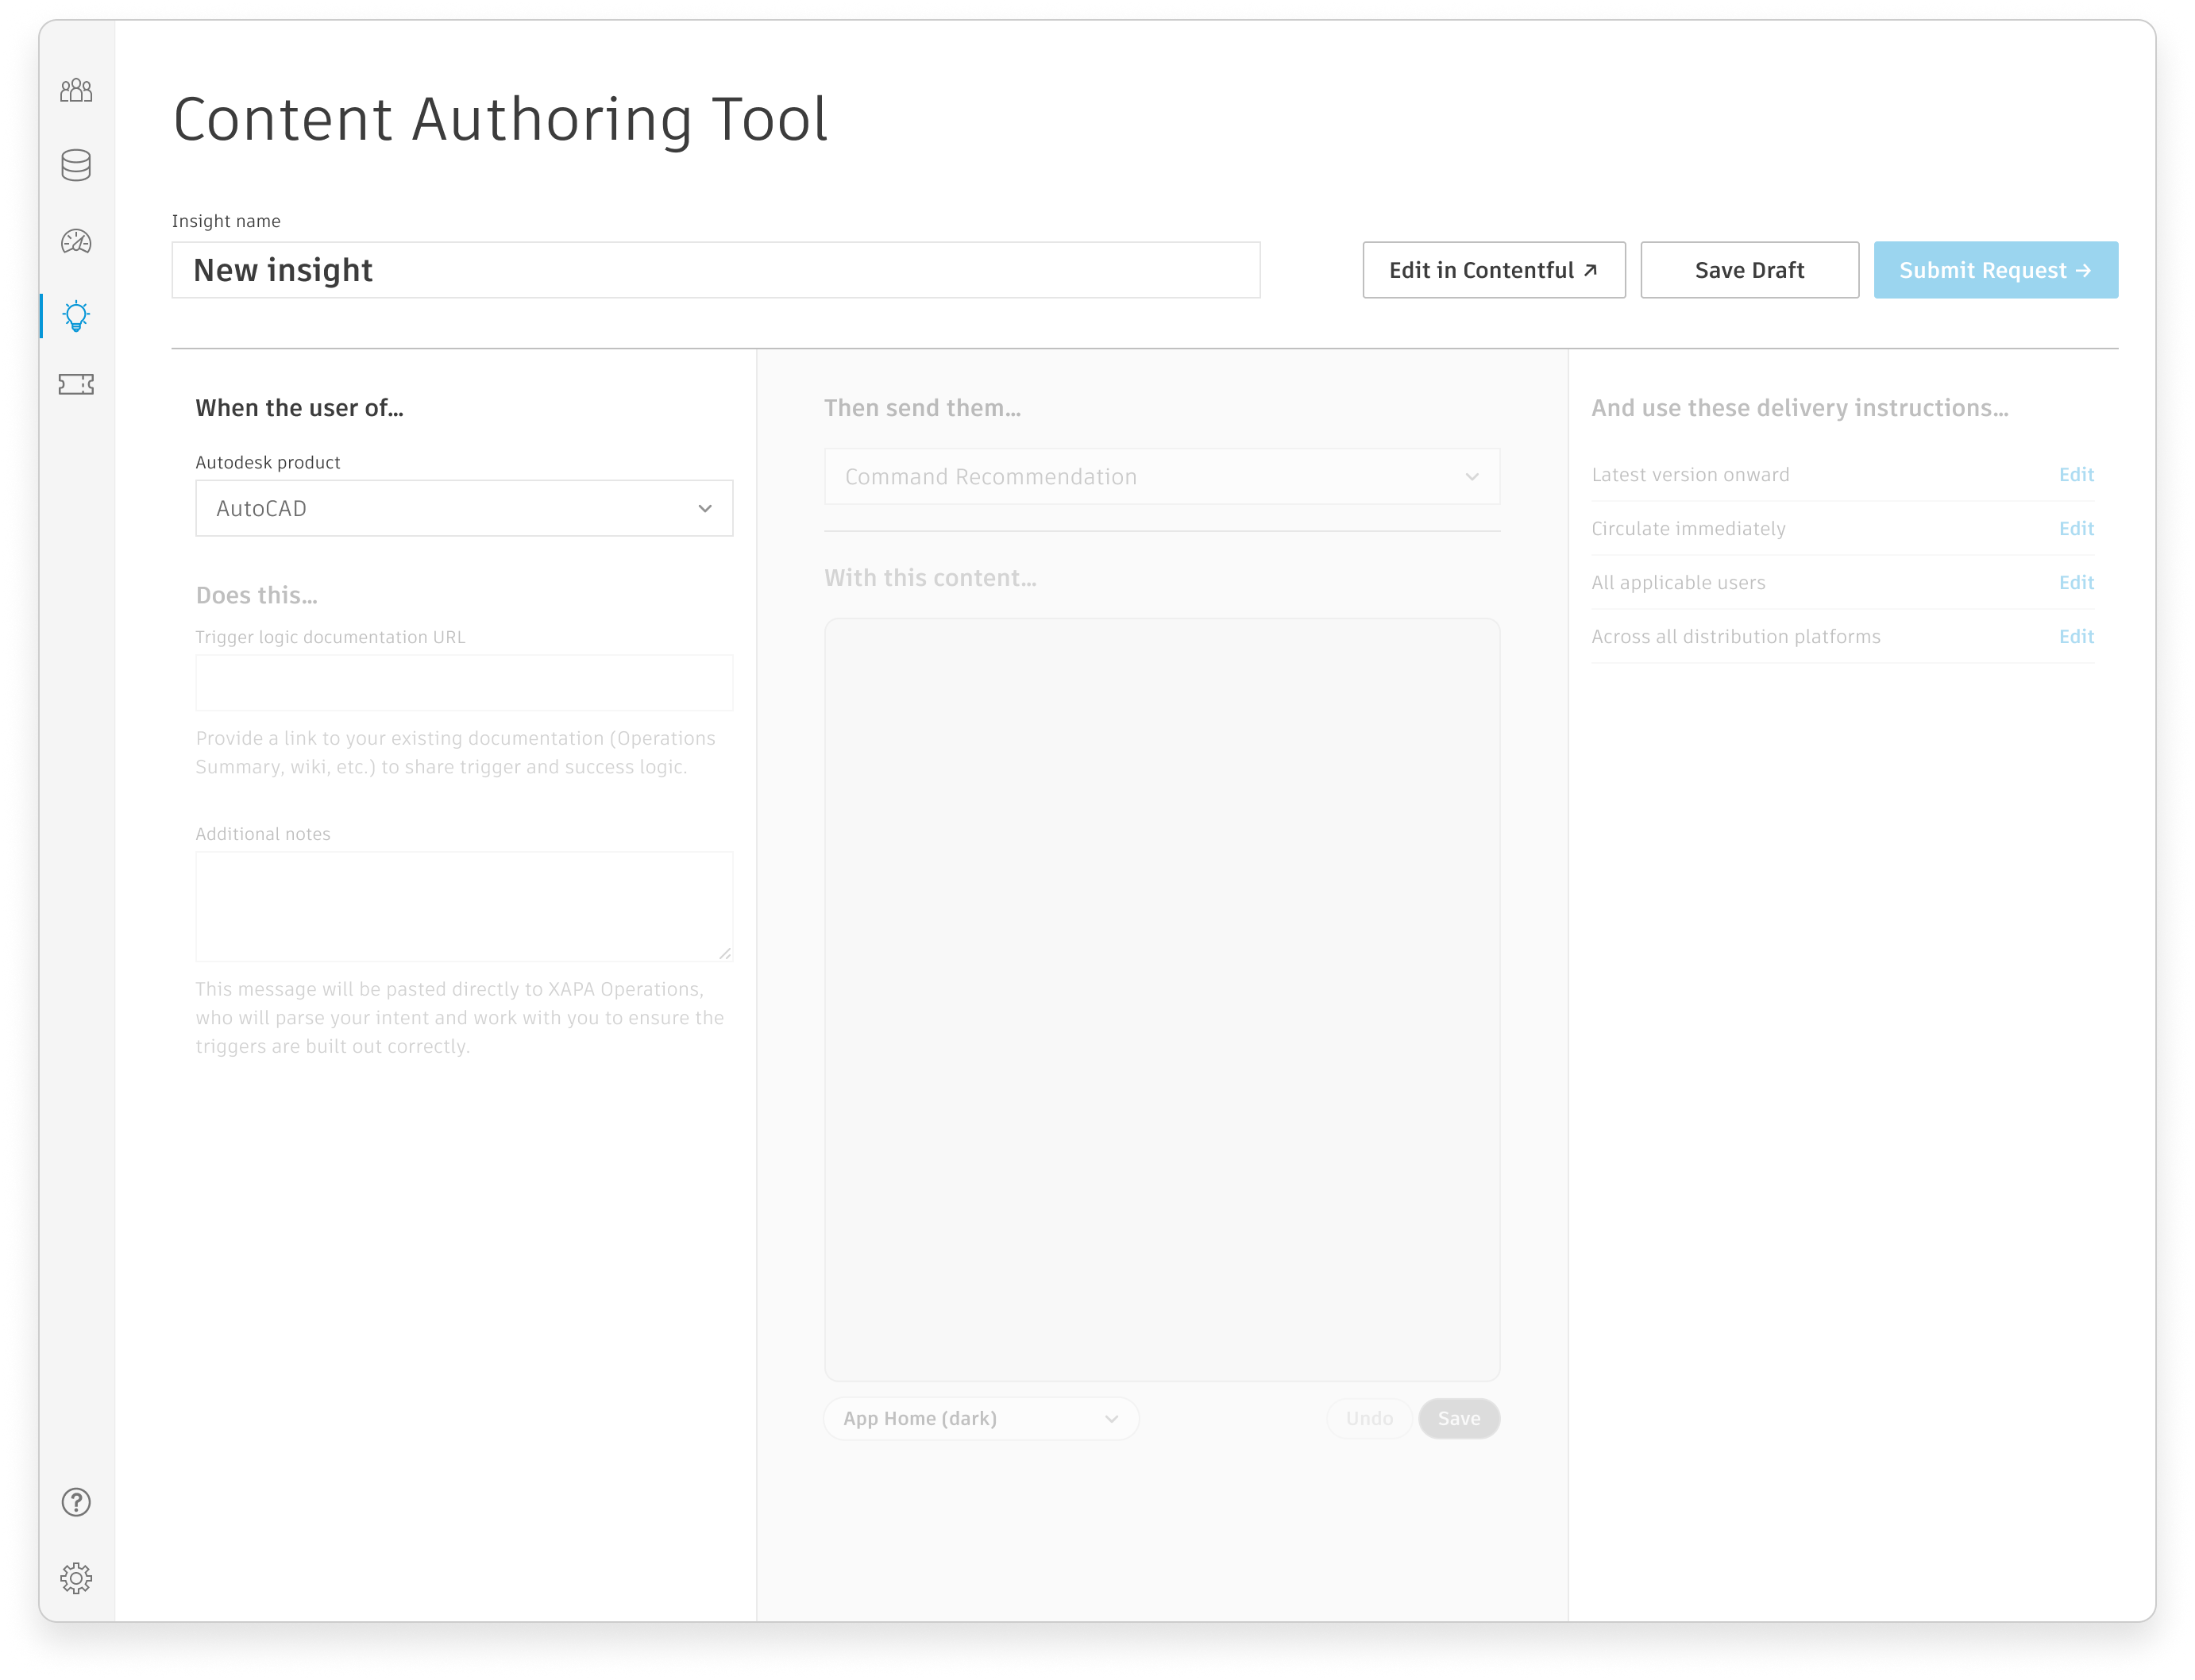 Content Authoring Tool
Insight name
New insight
Edit in Contentful ↗
Save Draft
Submit Request →
When the user of...
Autodesk product
AutoCAD
Does this...
Trigger logic documentation URL
Provide a link to your existing documentation (Operations
Summary, wiki, etc.) to share trigger and success logic.
Additional notes
This message will be pasted directly to XAPA Operations,
who will parse your intent and work with you to ensure the
triggers are built out correctly.
Then send them...
Command Recommendation
With this content...
App Home (dark)
Undo
Save
And use these delivery instructions...
Latest version onward
Edit
Circulate immediately
Edit
All applicable users
Edit
Across all distribution platforms
Edit